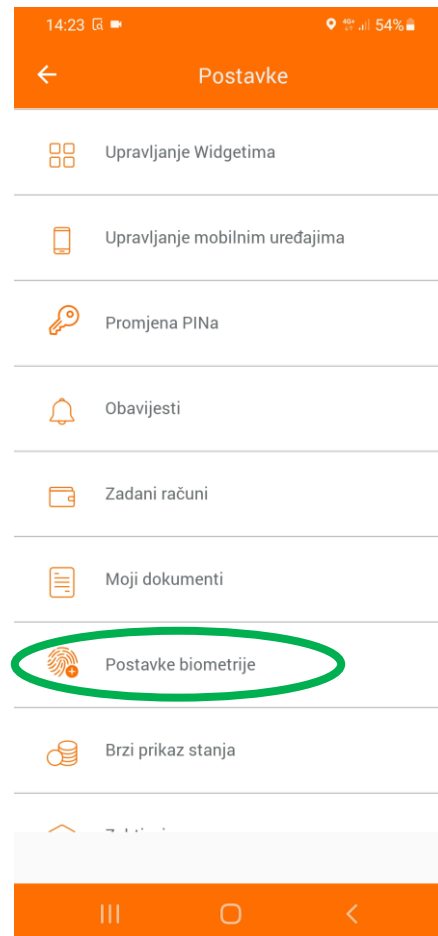 14:23 54%
Postavke
Upravljanje Widgetima
Upravljanje mobilnim uređajima
Promjena PINa
Obavijesti
Zadani računi
Moji dokumenti
Postavke biometrije
Brzi prikaz stanja